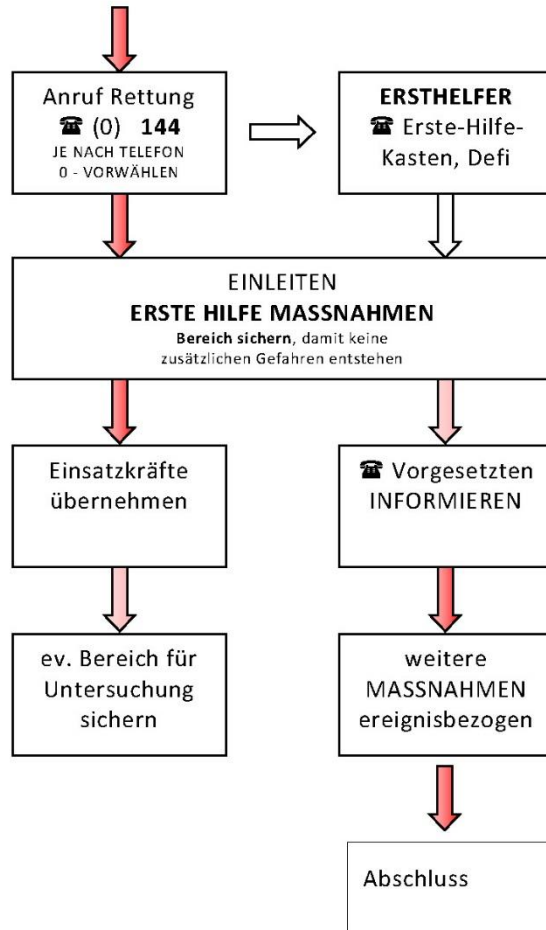 Anruf Rettung
☎ (0) 144
JE NACH TELEFON
0 - VORWÄHLEN
ERSTHELFER
☎ Erste-Hilfe-
Kasten, Defi
EINLEITEN
ERSTE HILFE MASSNAHMEN
Bereich sichern, damit keine
zusätzlichen Gefahren entstehen
Einsatzkräfte
übernehmen
☎ Vorgesetzten
INFORMIEREN
ev. Bereich für
Untersuchung
sichern
weitere
MASSNAHMEN
ereignisbezogen
Abschluss